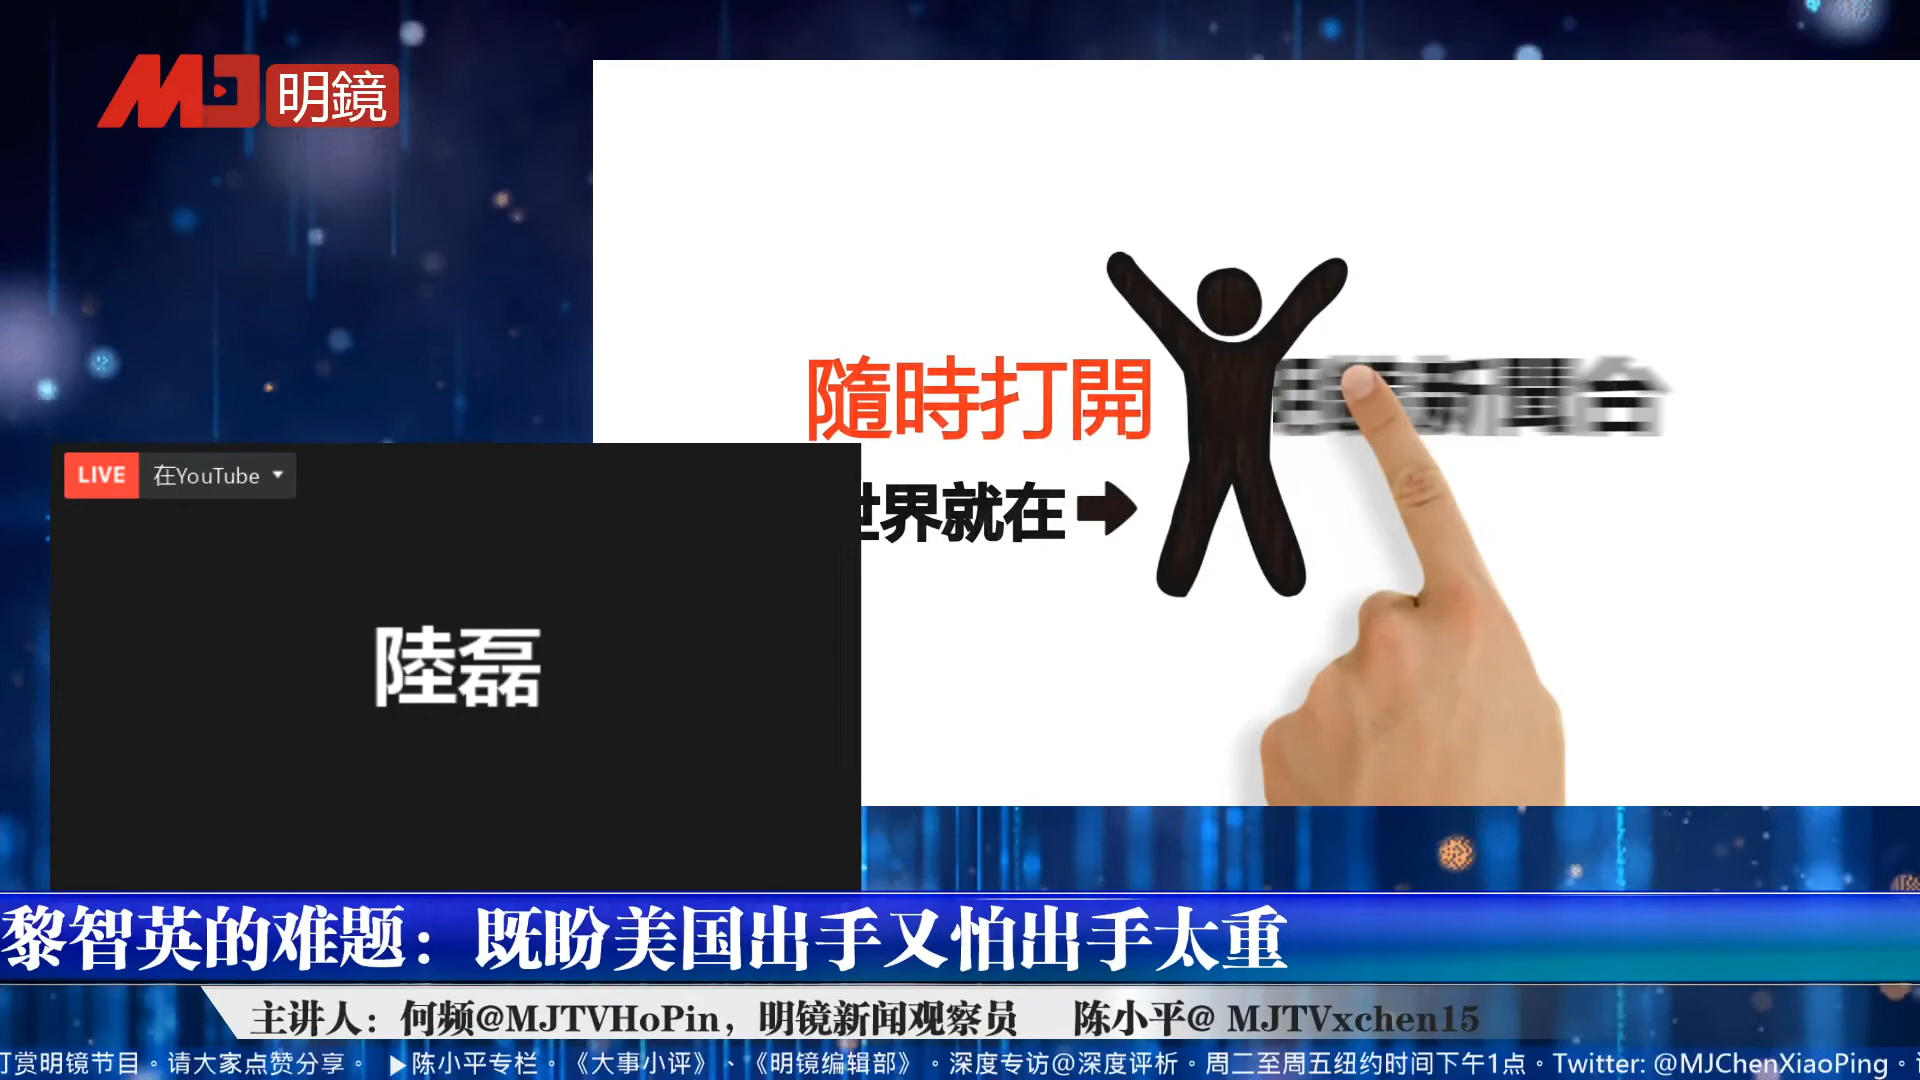 MJ 明鏡
隨時打開
新聞台
世界就在
LIVE 在YouTube
陸磊
黎智英的难题：既盼美国出手又怕出手太重
主讲人：何频@MJTVHoPin，明镜新闻观察员 陈小平@ MJTVxchen15
打赏明镜节目。请大家点赞分享。 ▶陈小平专栏。《大事小评》、《明镜编辑部》。深度专访@深度评析。周二至周五纽约时间下午1点。Twitter: @MJChenXiaoPing。